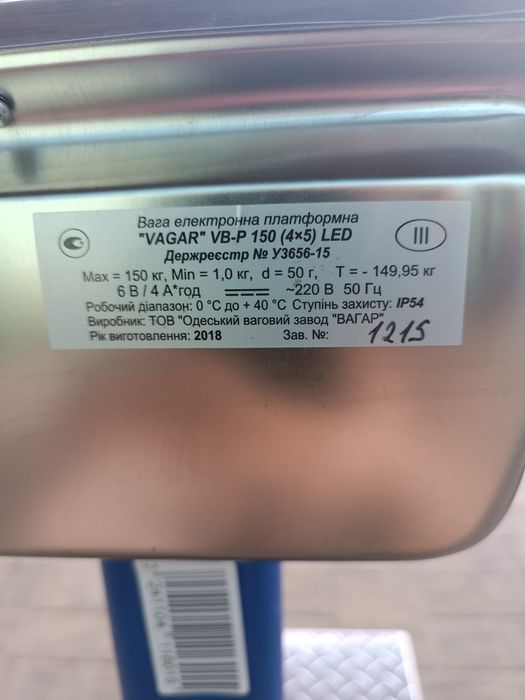 Вага електронна платформна
"VAGAR" VB-P 150 (4×5) LED
Держреєстр № У3656-15
III
Max = 150 кг, Min = 1,0 кг, d = 50 г, T = - 149,95 кг
6 В / 4 А*год ~220 В 50 Гц
Робочий діапазон: 0 °С до + 40 °С Ступінь захисту: IP54
Виробник: ТОВ "Одеський ваговий завод "ВАГАР"
Рік виготовлення: 2018 Зав. №: 1215